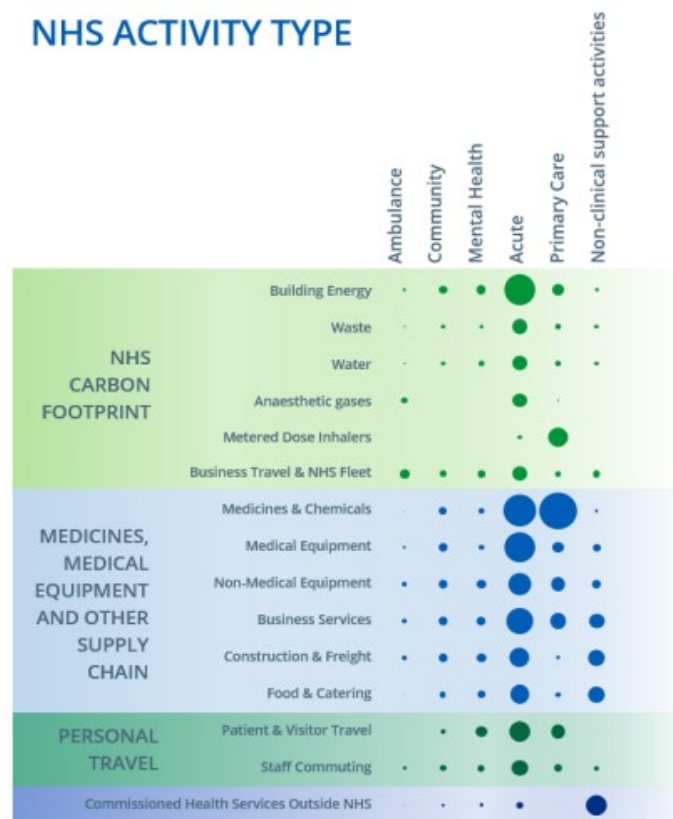 NHS ACTIVITY TYPE
Ambulance
Community
Mental Health
Acute
Primary Care
Non-clinical support activities
NHS
CARBON
FOOTPRINT
Building Energy
Waste
Water
Anaesthetic gases
Metered Dose Inhalers
Business Travel & NHS Fleet
MEDICINES,
MEDICAL
EQUIPMENT
AND OTHER
SUPPLY
CHAIN
Medicines & Chemicals
Medical Equipment
Non-Medical Equipment
Business Services
Construction & Freight
Food & Catering
PERSONAL
TRAVEL
Patient & Visitor Travel
Staff Commuting
Commissioned Health Services Outside NHS